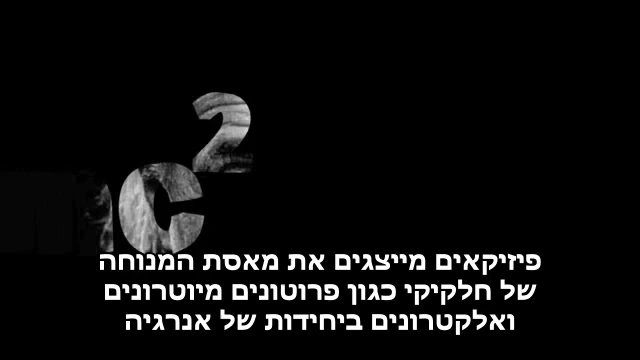 mc²
פיזיקאים מייצגים את מאסת המנוחה
של חלקיקי כגון פרוטונים מיוטרונים
ואלקטרונים ביחידות של אנרגיה